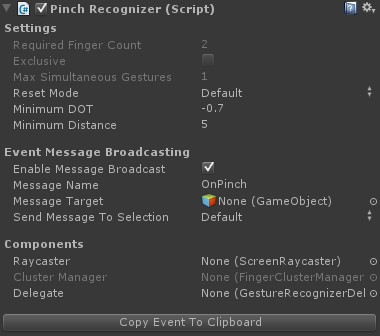 Pinch Recognizer (Script)
Settings
Required Finger Count 2
Exclusive
Max Simultaneous Gestures 1
Reset Mode Default
Minimum DOT -0.7
Minimum Distance 5
Event Message Broadcasting
Enable Message Broadcast
Message Name OnPinch
Message Target None (GameObject)
Send Message To Selection Default
Components
Raycaster None (ScreenRaycaster)
Cluster Manager None (FingerClusterManager
Delegate None (GestureRecognizerDel
Copy Event To Clipboard